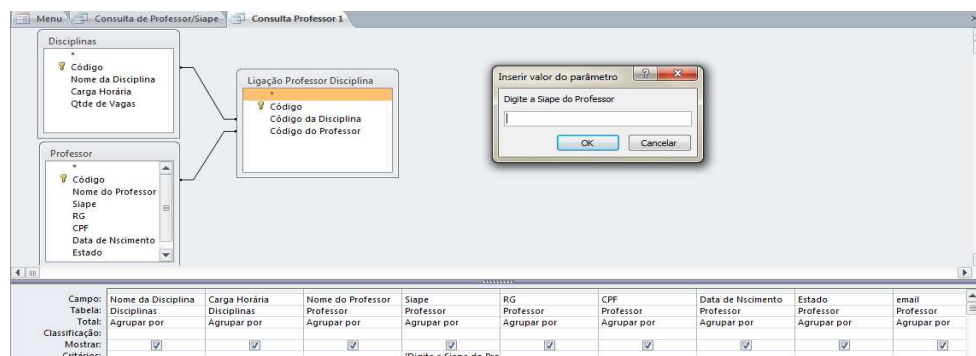 Menu Consulta de Professor/Siape Consulta Professor 1
Disciplinas
*
Código
Nome da Disciplina
Carga Horária
Qtde de Vagas
Ligação Professor Disciplina
*
Código
Código da Disciplina
Código do Professor
Professor
*
Código
Nome do Professor
Siape
RG
CPF
Data de Nscimento
Estado
Inserir valor do parâmetro
Digite a Siape do Professor
OK Cancelar
Campo: Nome da Disciplina Carga Horária Nome do Professor Siape RG CPF Data de Nscimento Estado email
Tabela: Disciplinas Disciplinas Professor Professor Professor Professor Professor Professor Professor
Total: Agrupar por Agrupar por Agrupar por Agrupar por Agrupar por Agrupar por Agrupar por Agrupar por Agrupar por
Classificação:
Mostrar:
Critérios: [Digite a Siape do Pro